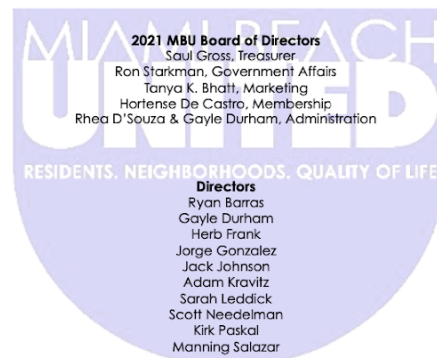 MIAMI BEACH
UNITED
RESIDENTS. NEIGHBORHOODS. QUALITY OF LIFE
2021 MBU Board of Directors
Saul Gross, Treasurer
Ron Starkman, Government Affairs
Tanya K. Bhatt, Marketing
Hortense De Castro, Membership
Rhea D'Souza & Gayle Durham, Administration
Directors
Ryan Barras
Gayle Durham
Herb Frank
Jorge Gonzalez
Jack Johnson
Adam Kravitz
Sarah Leddick
Scott Needelman
Kirk Paskal
Manning Salazar